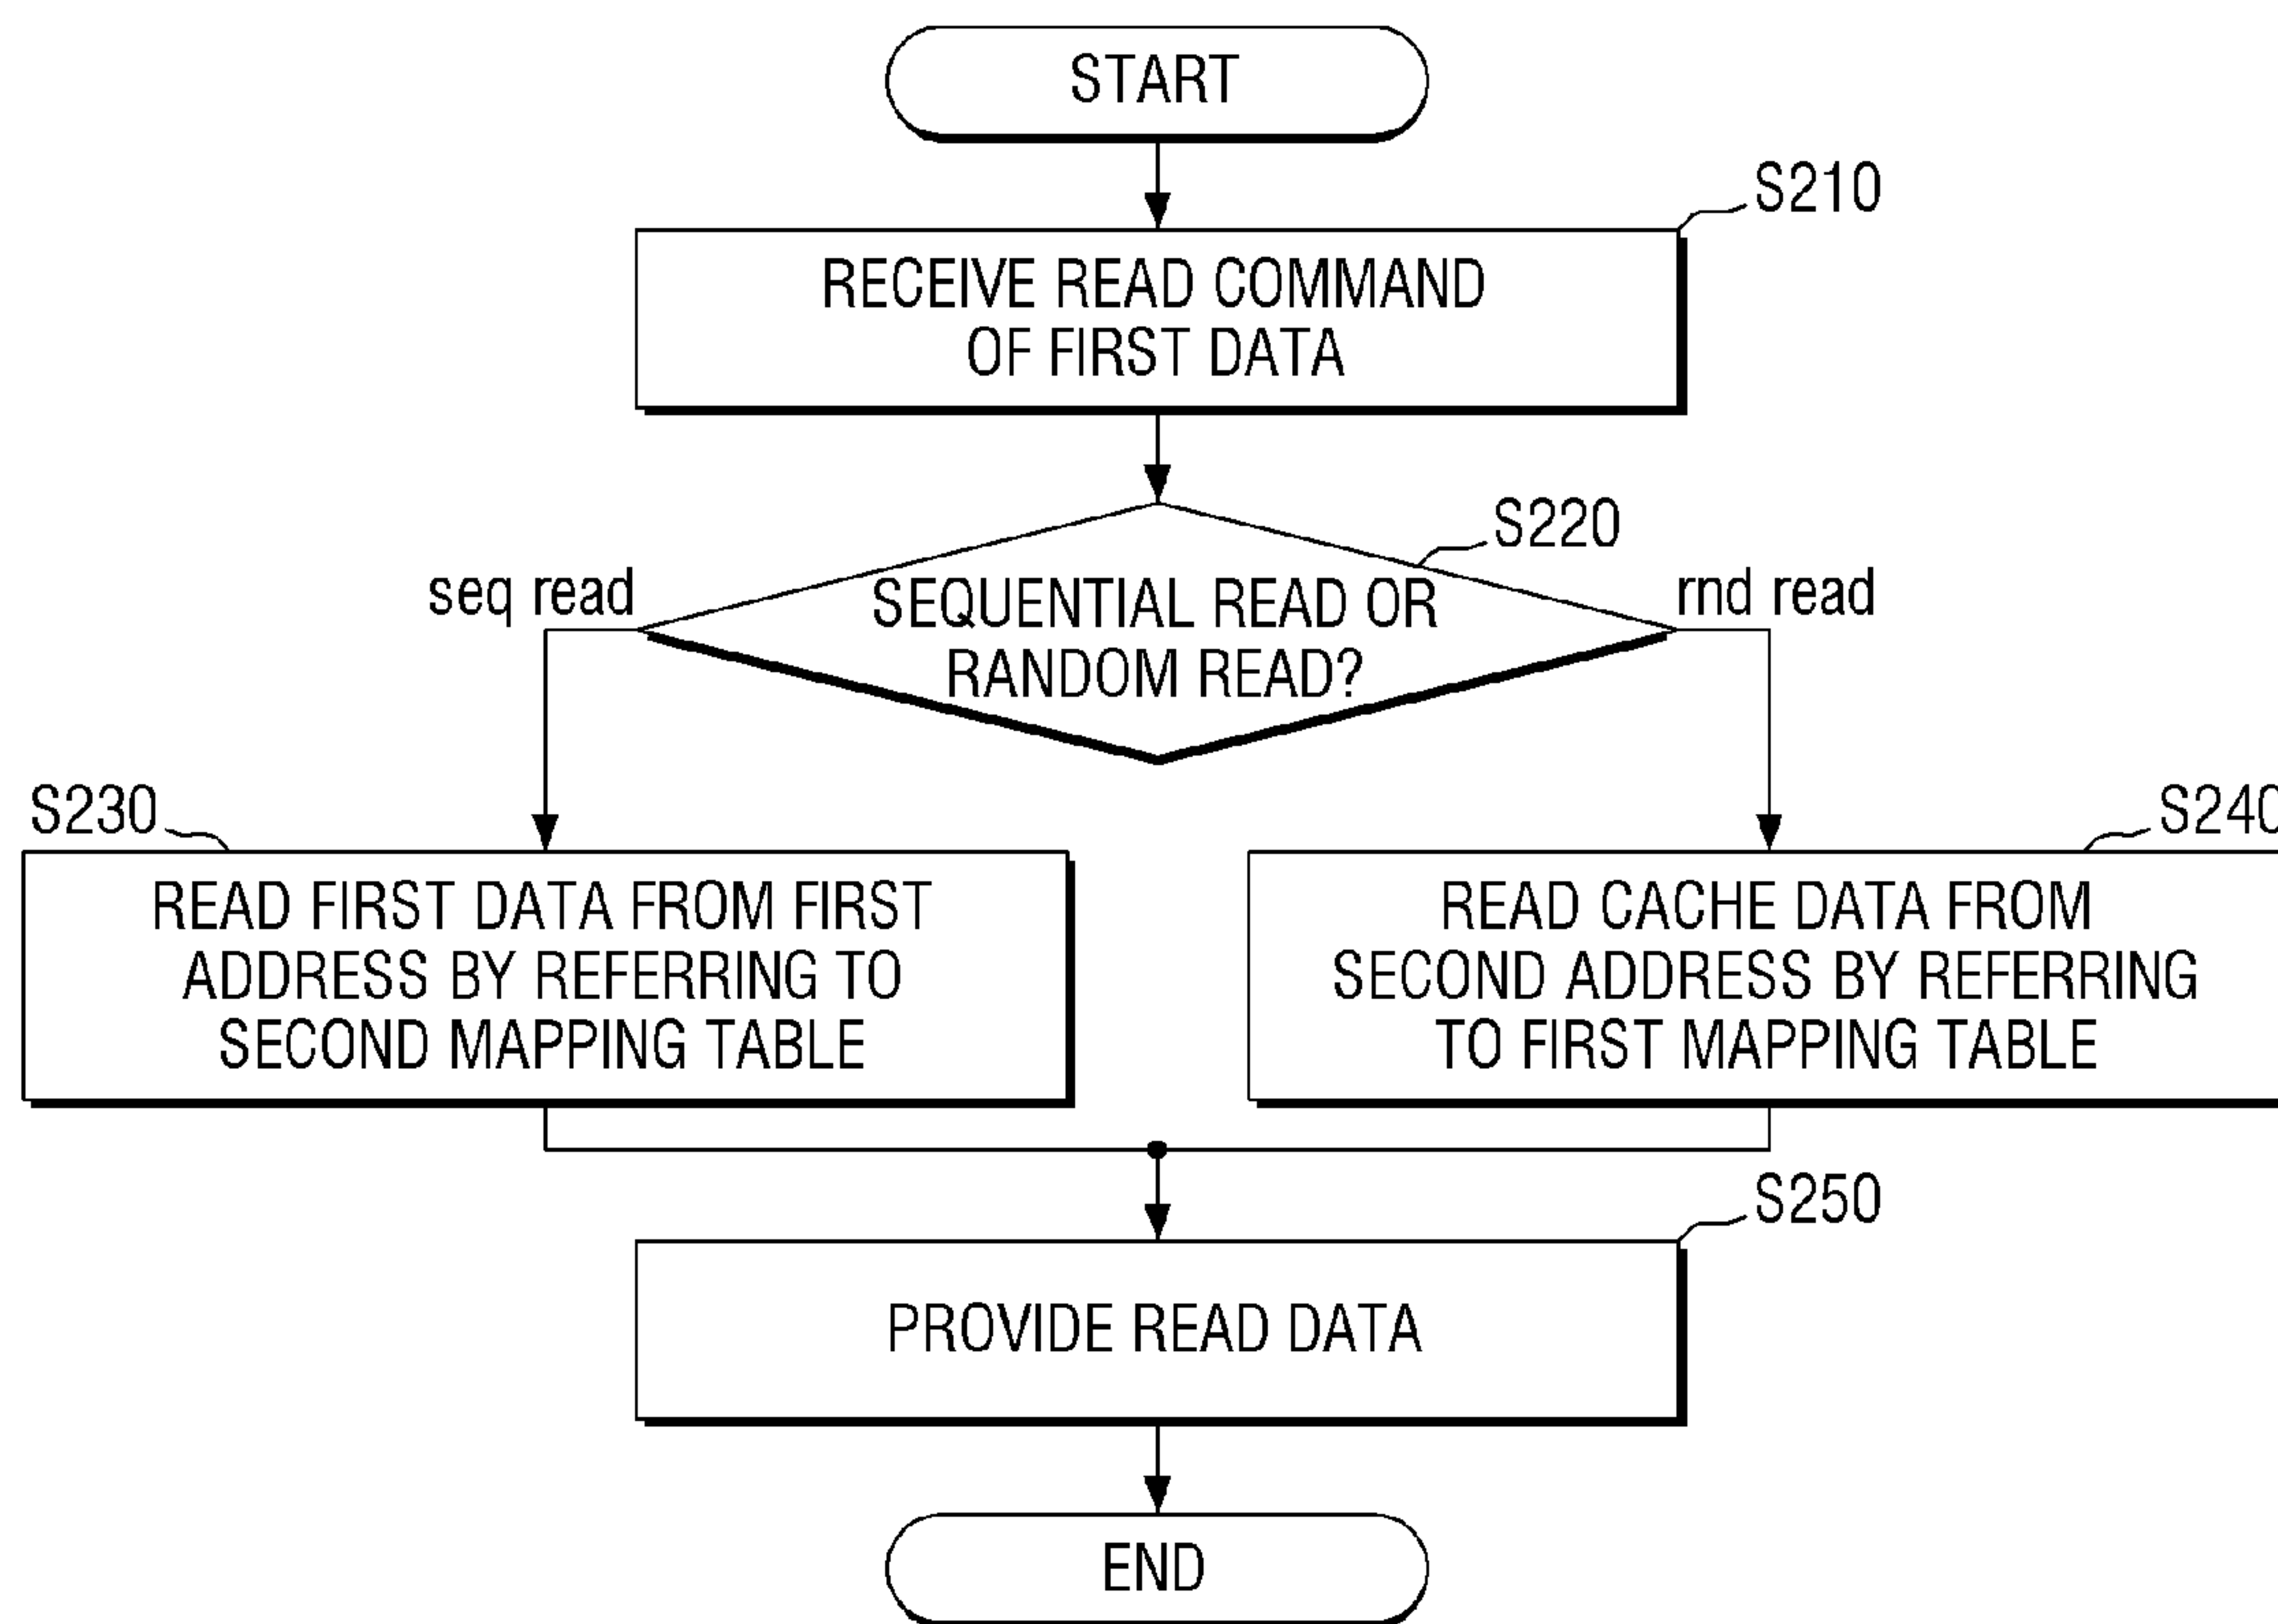 START
S210
RECEIVE READ COMMAND
OF FIRST DATA
S220
seq read
SEQUENTIAL READ OR
RANDOM READ?
rnd read
S230
READ FIRST DATA FROM FIRST
ADDRESS BY REFERRING TO
SECOND MAPPING TABLE
S240
READ CACHE DATA FROM
SECOND ADDRESS BY REFERRING
TO FIRST MAPPING TABLE
S250
PROVIDE READ DATA
END